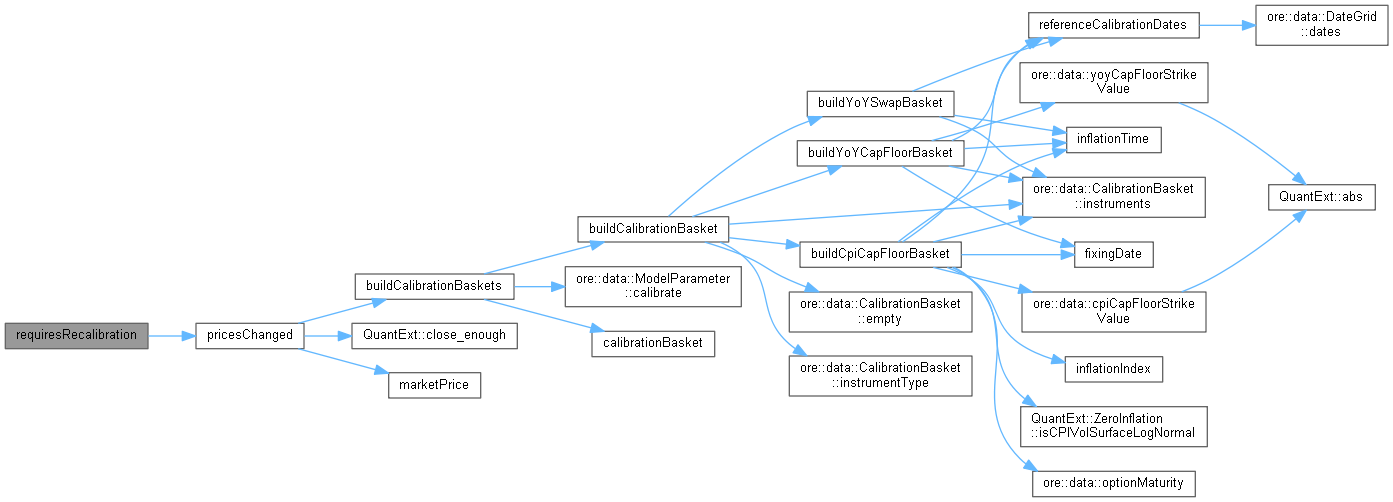 requiresRecalibration
pricesChanged
buildCalibrationBaskets
QuantExt::close_enough
marketPrice
buildCalibrationBasket
ore::data::ModelParameter
::calibrate
calibrationBasket
buildYoYSwapBasket
buildYoYCapFloorBasket
buildCpiCapFloorBasket
ore::data::CalibrationBasket
::empty
ore::data::CalibrationBasket
::instrumentType
referenceCalibrationDates
ore::data::yoyCapFloorStrike
Value
inflationTime
ore::data::CalibrationBasket
::instruments
fixingDate
ore::data::cpiCapFloorStrike
Value
inflationIndex
QuantExt::ZeroInflation
::isCPIVolSurfaceLogNormal
ore::data::optionMaturity
ore::data::DateGrid
::dates
QuantExt::abs